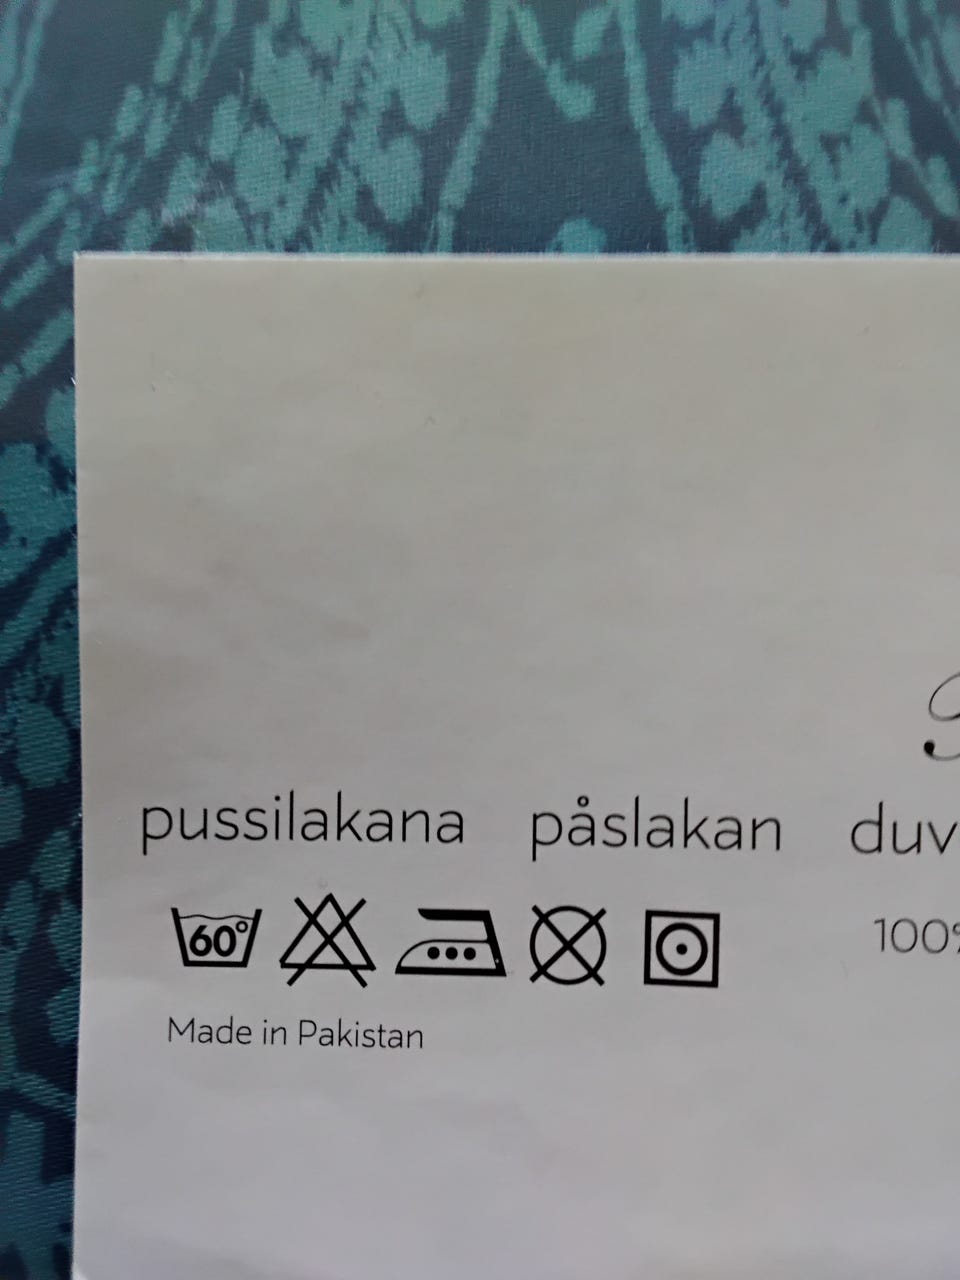 pussilakana påslakan
60°
Made in Pakistan